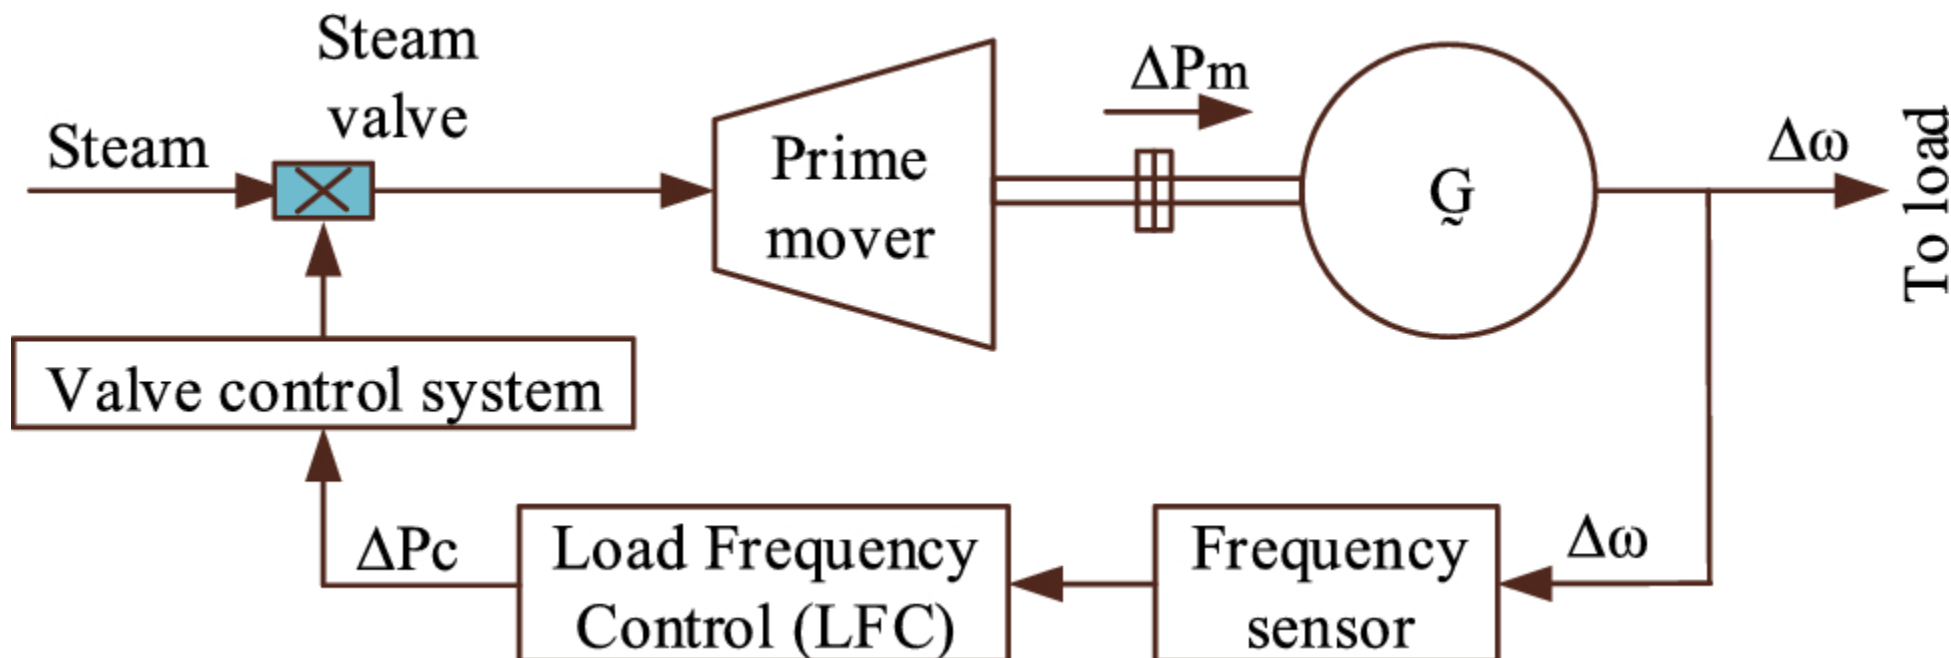 Steam
valve
Steam
Prime
mover
ΔPm
G̰
Δω
To load
Valve control system
ΔPc
Load Frequency
Control (LFC)
Frequency
sensor
Δω